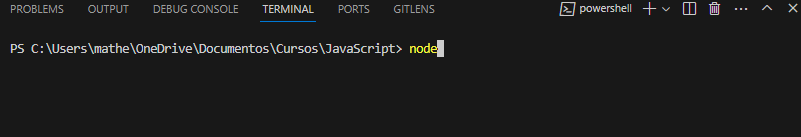 PROBLEMS OUTPUT DEBUG CONSOLE TERMINAL PORTS GITLENS powershell
PS C:\Users\mathe\OneDrive\Documentos\Cursos\JavaScript> node